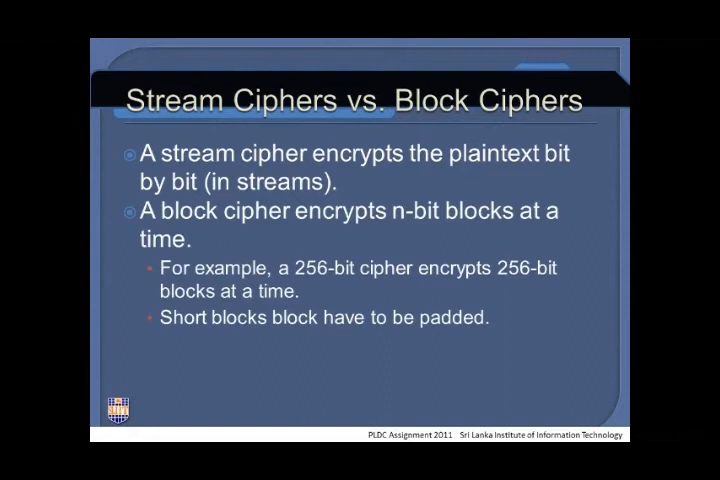 Stream Ciphers vs. Block Ciphers
A stream cipher encrypts the plaintext bit
by bit (in streams).
A block cipher encrypts n-bit blocks at a
time.
For example, a 256-bit cipher encrypts 256-bit
blocks at a time.
Short blocks block have to be padded.
PLDC Assignment 2011 Sri Lanka Institute of Information Technology